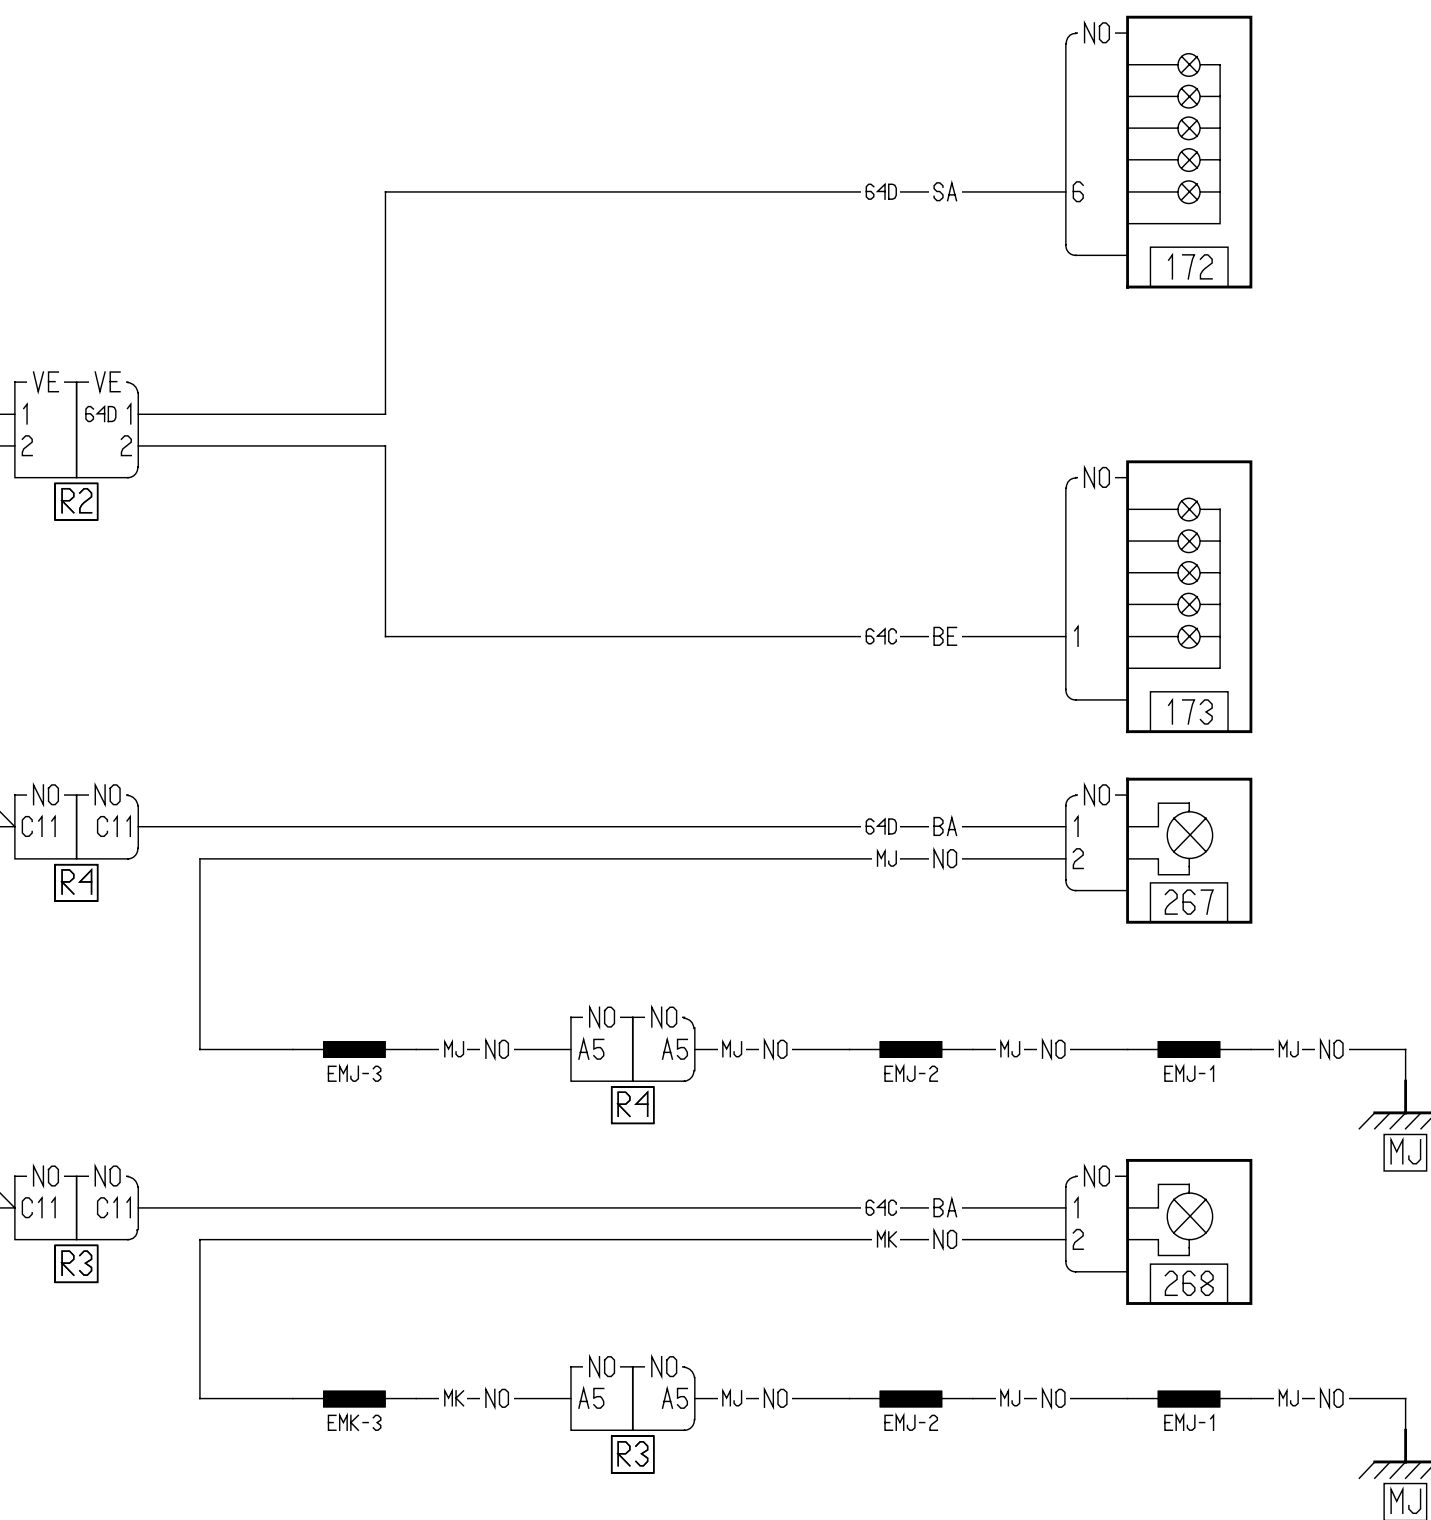 NO
64D SA 6
172
VE VE
1 64D 1
2 2
R2
NO
64C BE 1
173
NO NO NO
C11 C11 64D BA 1
MJ NO 2
R4
267
NO NO
MJ NO A5 A5 MJ NO MJ NO MJ NO
EMJ-3 EMJ-2 EMJ-1
R4
MJ
NO NO NO
C11 C11 64C BA 1
MK NO 2
R3
268
NO NO
MK NO A5 A5 MJ NO MJ NO MJ NO
EMK-3 EMJ-2 EMJ-1
R3
MJ